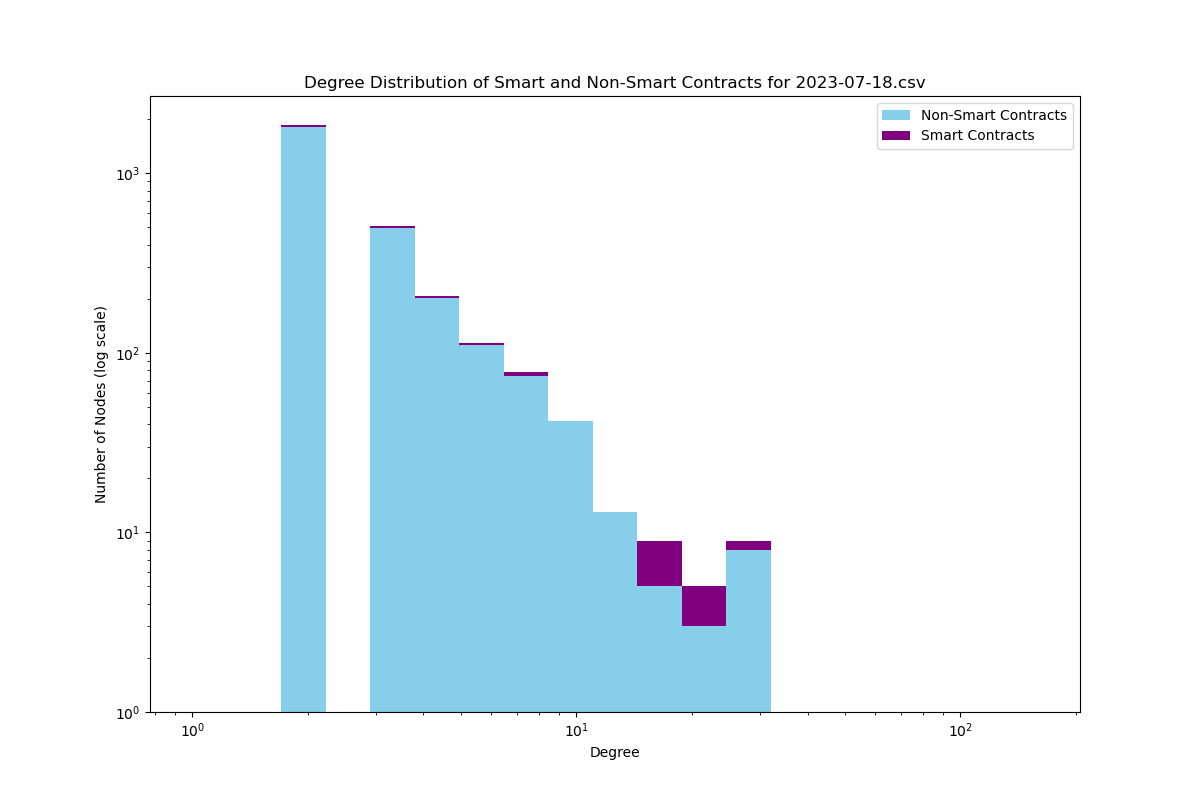 Degree Distribution of Smart and Non-Smart Contracts for 2023-07-18.csv
Non-Smart Contracts
Smart Contracts
Number of Nodes (log scale)
10³
10²
10¹
10⁰
10⁰ 10¹ 10²
Degree